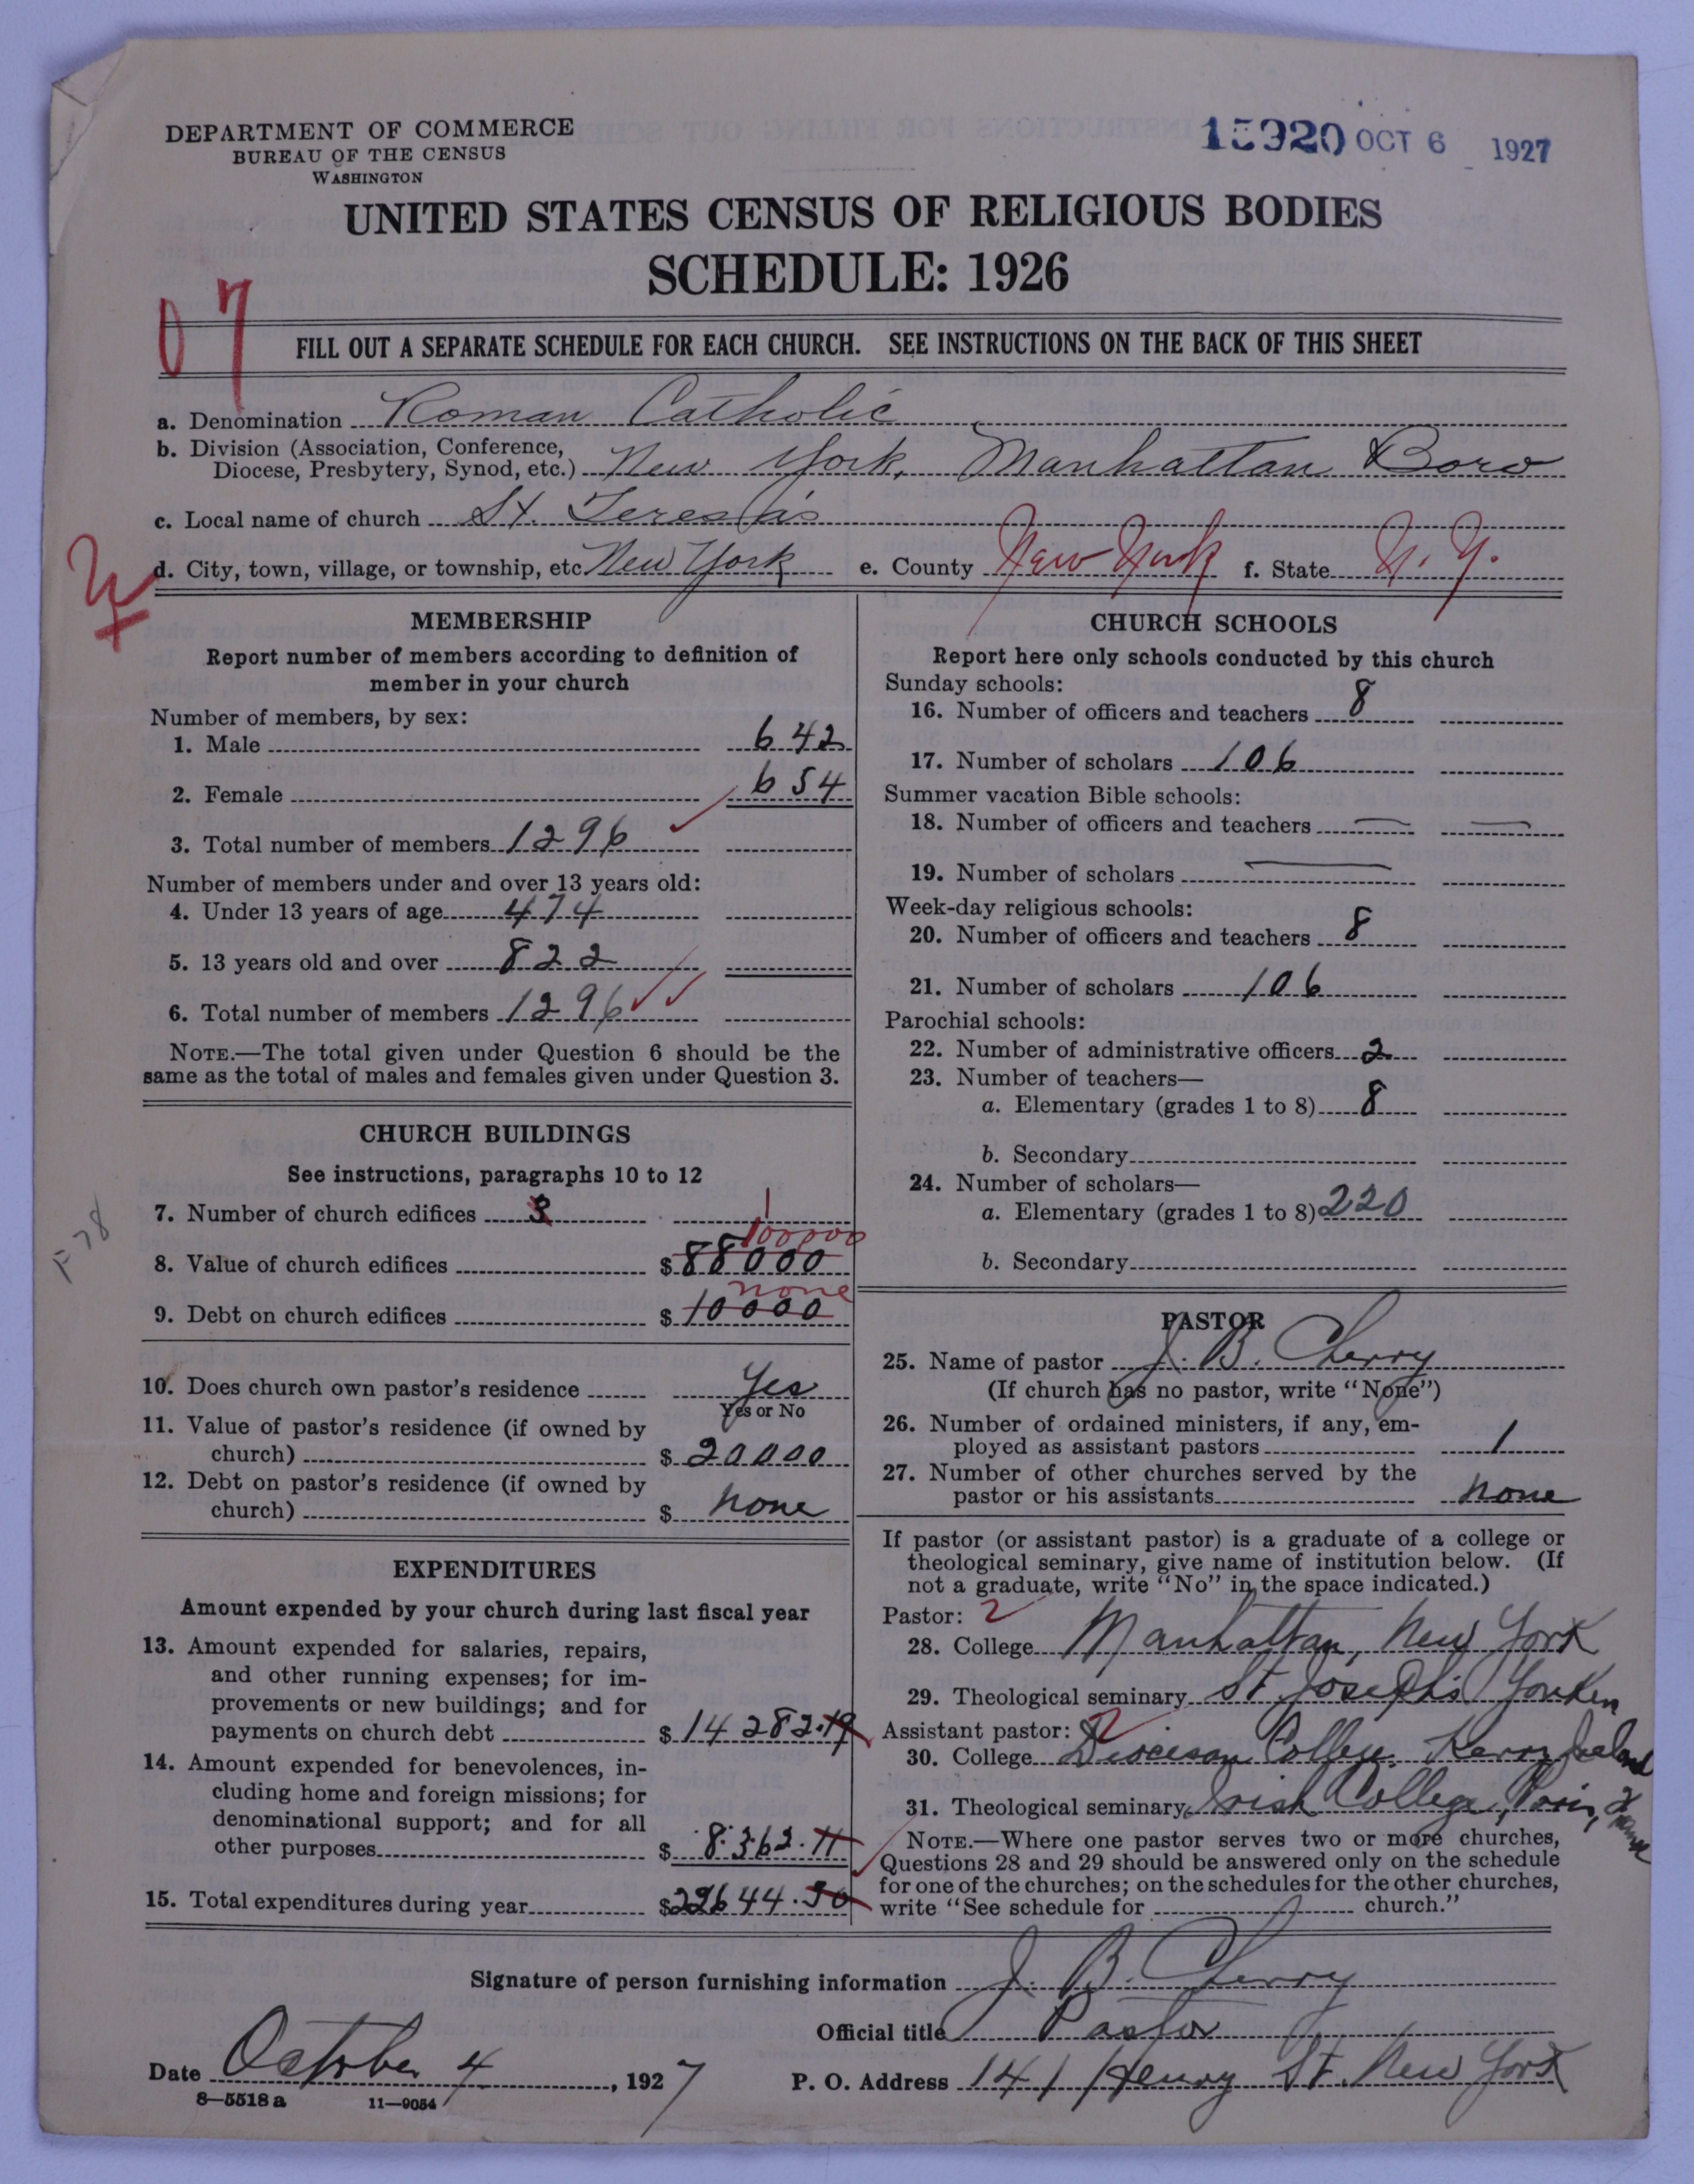 DEPARTMENT OF COMMERCE
BUREAU OF THE CENSUS
WASHINGTON
15920 OCT 6 1927
UNITED STATES CENSUS OF RELIGIOUS BODIES
SCHEDULE: 1926
07
FILL OUT A SEPARATE SCHEDULE FOR EACH CHURCH. SEE INSTRUCTIONS ON THE BACK OF THIS SHEET
a. Denomination Roman Catholic
b. Division (Association, Conference,
Diocese, Presbytery, Synod, etc.) New York, Manhattan Boro
c. Local name of church St. Teresa's
d. City, town, village, or township, etc New York e. County New York f. State N. Y.
MEMBERSHIP
Report number of members according to definition of
member in your church
Number of members, by sex:
1. Male 642
2. Female 654
3. Total number of members 1296
Number of members under and over 13 years old:
4. Under 13 years of age 474
5. 13 years old and over 822
6. Total number of members 1296
NOTE.—The total given under Question 6 should be the
same as the total of males and females given under Question 3.
CHURCH BUILDINGS
See instructions, paragraphs 10 to 12
7. Number of church edifices 3 1
100000
8. Value of church edifices $ 88000
none
9. Debt on church edifices $ 10000
10. Does church own pastor's residence Yes
Yes or No
11. Value of pastor's residence (if owned by
church) $ 20000
12. Debt on pastor's residence (if owned by
church) $ none
F 78
EXPENDITURES
Amount expended by your church during last fiscal year
13. Amount expended for salaries, repairs,
and other running expenses; for im-
provements or new buildings; and for
payments on church debt $ 14282.19
14. Amount expended for benevolences, in-
cluding home and foreign missions; for
denominational support; and for all
other purposes $ 8362.11
15. Total expenditures during year $ 22644.30
CHURCH SCHOOLS
Report here only schools conducted by this church
Sunday schools:
16. Number of officers and teachers 8
17. Number of scholars 106
Summer vacation Bible schools:
18. Number of officers and teachers — —
19. Number of scholars —
Week-day religious schools:
20. Number of officers and teachers 8
21. Number of scholars 106
Parochial schools:
22. Number of administrative officers 2
23. Number of teachers—
a. Elementary (grades 1 to 8) 8
b. Secondary
24. Number of scholars—
a. Elementary (grades 1 to 8) 220
b. Secondary
PASTOR
25. Name of pastor J. B. Cherry
(If church has no pastor, write "None")
26. Number of ordained ministers, if any, em-
ployed as assistant pastors 1
27. Number of other churches served by the
pastor or his assistants none
If pastor (or assistant pastor) is a graduate of a college or
theological seminary, give name of institution below. (If
not a graduate, write "No" in the space indicated.)
Pastor: 2
28. College Manhattan, New York
29. Theological seminary St Joseph's Yonkers
Assistant pastor: 2
30. College Diocesan College, Kerry Ireland
31. Theological seminary Irish College, Paris, France
NOTE.—Where one pastor serves two or more churches,
Questions 28 and 29 should be answered only on the schedule
for one of the churches; on the schedules for the other churches,
write "See schedule for church."
Signature of person furnishing information J. B. Cherry
Official title Pastor
Date October 4, 1927 P. O. Address 141 Henry St. New York
8—5518 a 11—9054